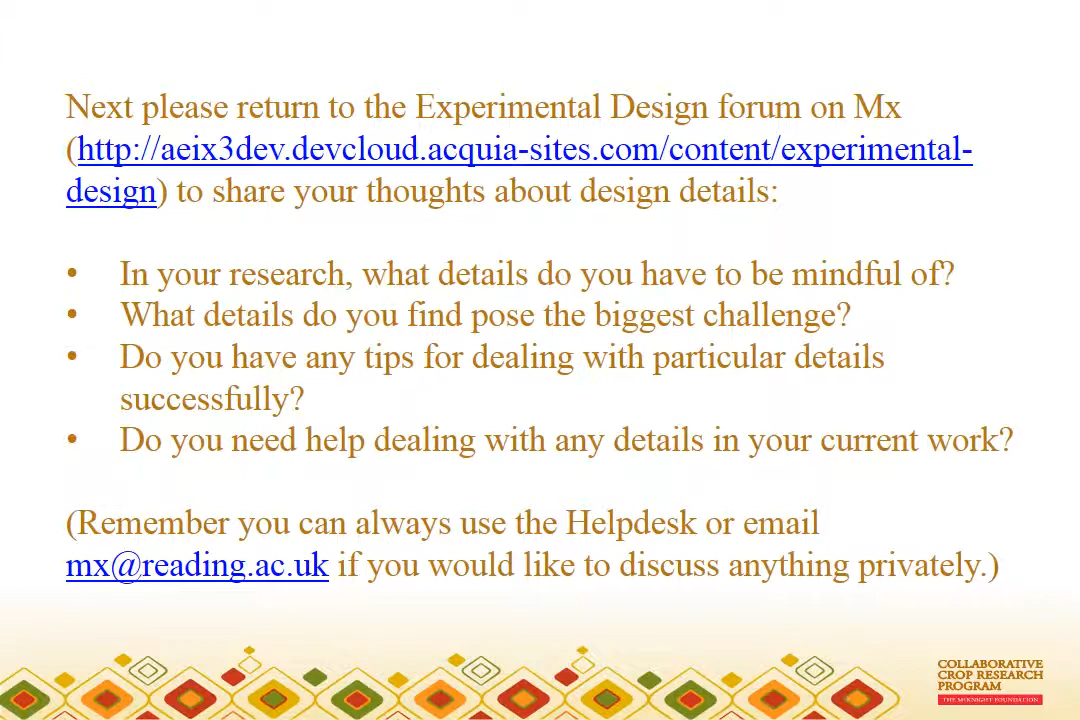 Next please return to the Experimental Design forum on Mx
(http://aeix3dev.devcloud.acquia-sites.com/content/experimental-
design) to share your thoughts about design details:
• In your research, what details do you have to be mindful of?
• What details do you find pose the biggest challenge?
• Do you have any tips for dealing with particular details
successfully?
• Do you need help dealing with any details in your current work?
(Remember you can always use the Helpdesk or email
mx@reading.ac.uk if you would like to discuss anything privately.)
COLLABORATIVE
CROP RESEARCH
PROGRAM
THE MCKNIGHT FOUNDATION